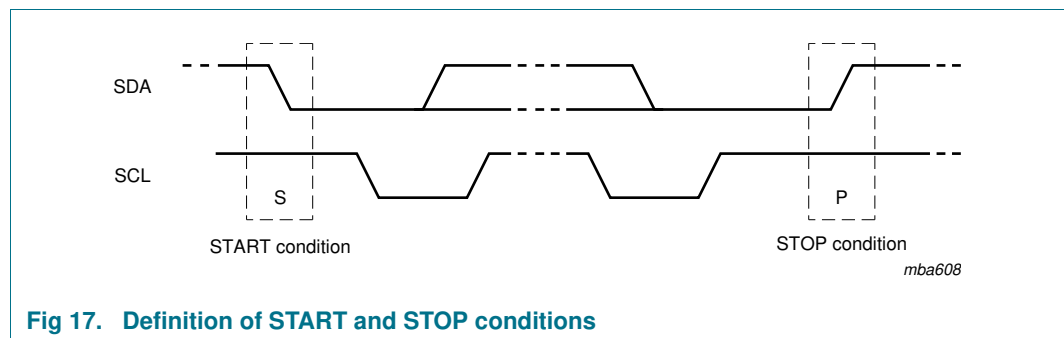 SDA
SCL
S
P
START condition
STOP condition
mba608
Fig 17. Definition of START and STOP conditions